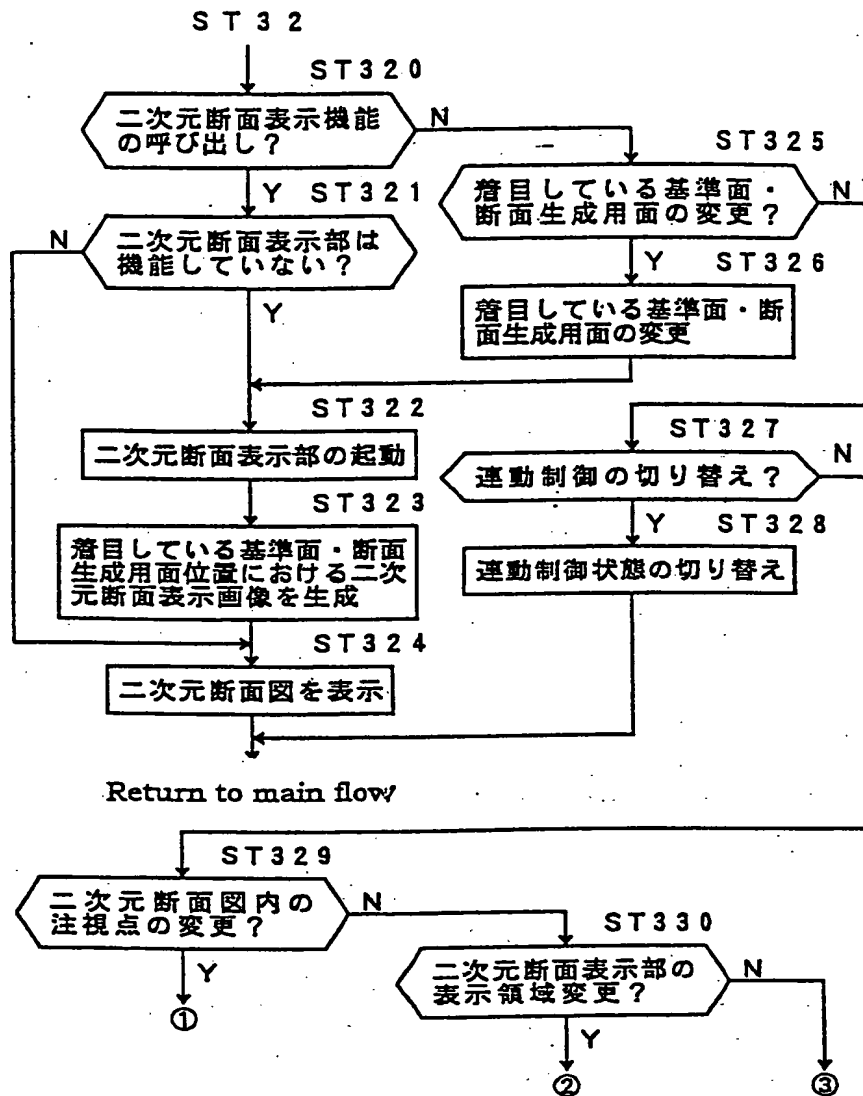 ST32
ST320
二次元断面表示機能
の呼び出し？
N
ST325
着目している基準面・
断面生成用面の変更？
N
Y
ST321
N
二次元断面表示部は
機能していない？
Y
Y
ST326
着目している基準面・断
面生成用面の変更
ST322
二次元断面表示部の起動
ST327
連動制御の切り替え？
N
ST323
着目している基準面・断面
生成用面位置における二次
元断面表示画像を生成
Y
ST328
連動制御状態の切り替え
ST324
二次元断面図を表示
Return to main flow
ST329
二次元断面図内の
注視点の変更？
N
Y
①
ST330
二次元断面表示部の
表示領域変更？
N
Y
②
③